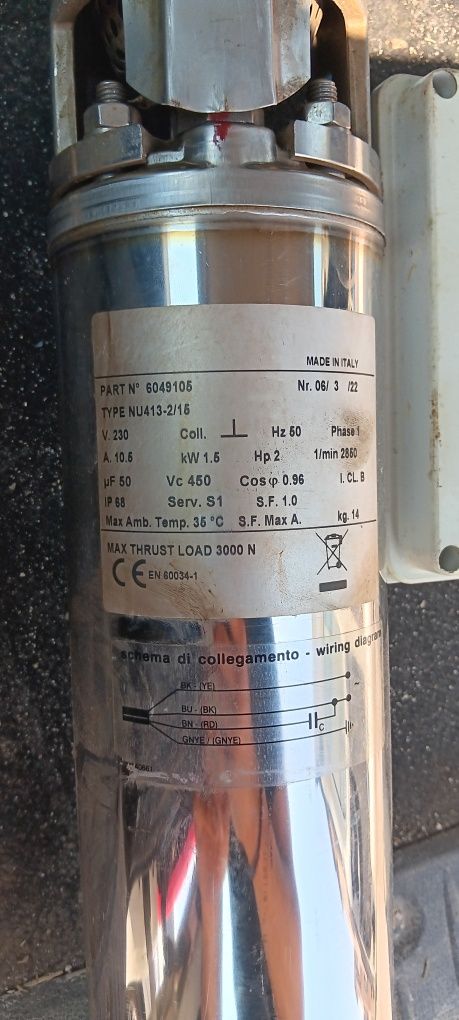 MADE IN ITALY
PART N° 6049105 Nr. 06/ 3 /22
TYPE NU413-2/15
V. 230 Coll. ⊥ Hz 50 Phase 1
A. 10.5 kW 1.5 Hp 2 1/min 2850
µF 50 Vc 450 Cos φ 0.96 I. CL. B
IP 68 Serv. S1 S.F. 1.0
Max Amb. Temp. 35 °C S.F. Max A. kg. 14
MAX THRUST LOAD 3000 N
CE EN 60034-1
schema di collegamento - wiring diagram
BK - (YE) ~
BU - (BK)
BN - (RD) C
GNYE / (GNYE)